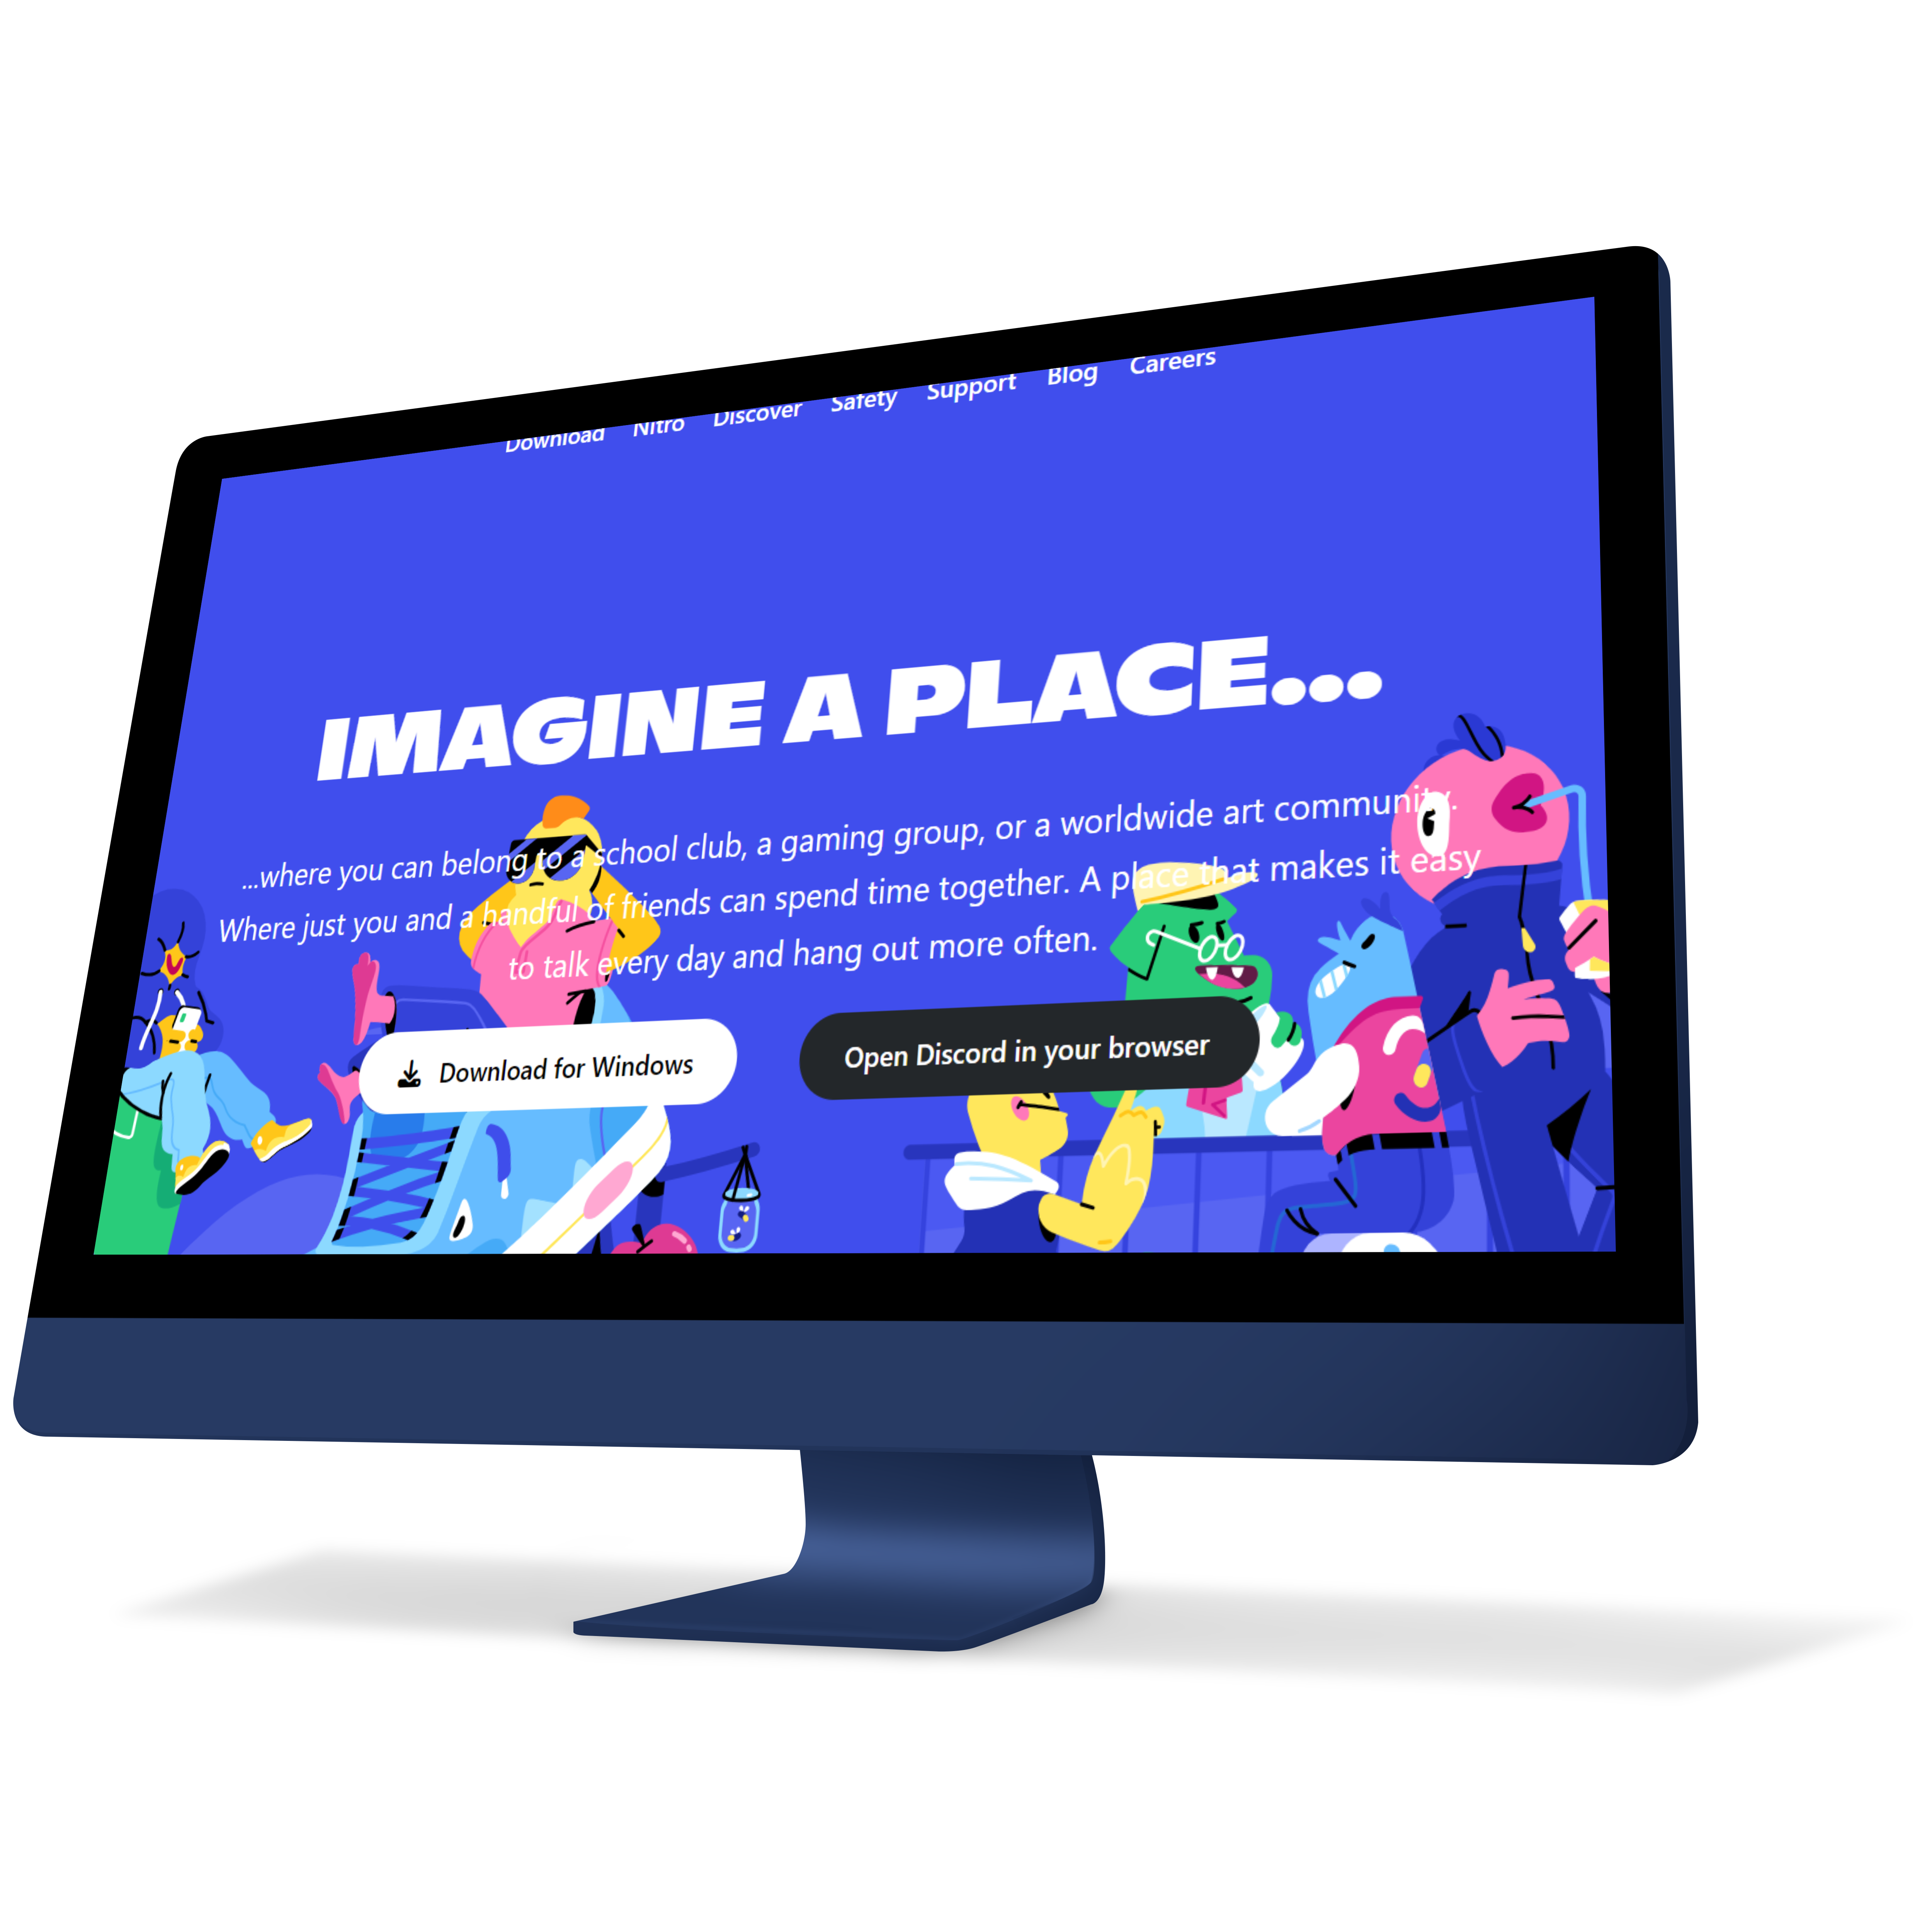 Download Nitro Discover Safety Support Blog Careers
IMAGINE A PLACE...
...where you can belong to a school club, a gaming group, or a worldwide art community.
Where just you and a handful of friends can spend time together. A place that makes it easy
to talk every day and hang out more often.
Download for Windows
Open Discord in your browser